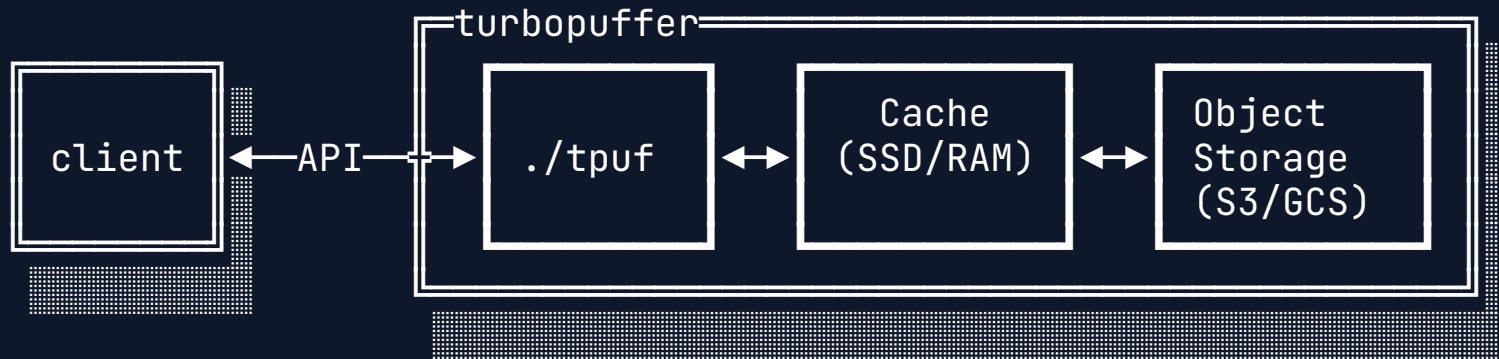 turbopuffer
client
API
./tpuf
Cache
(SSD/RAM)
Object
Storage
(S3/GCS)